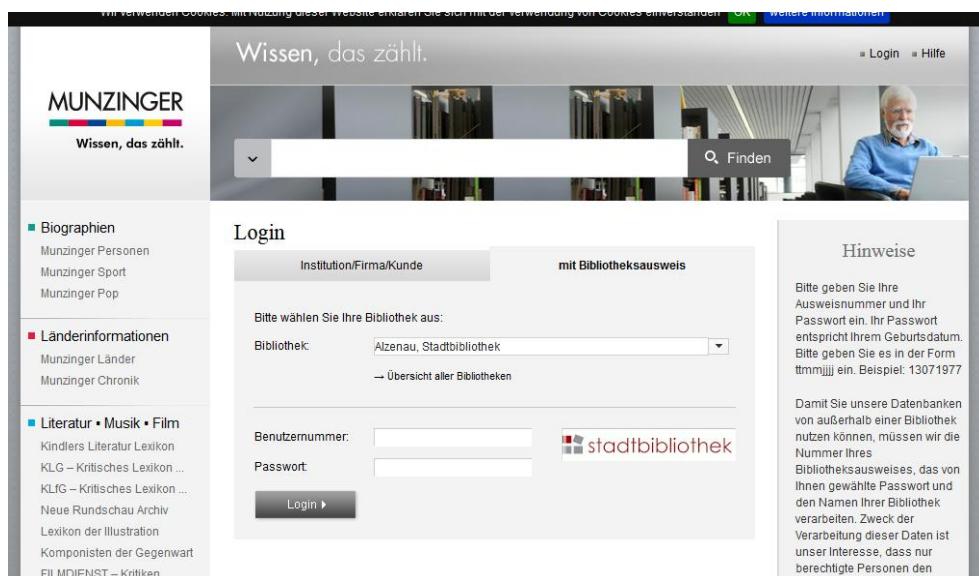 Wir verwenden Cookies. Mit Nutzung dieser Website erklären Sie sich mit der Verwendung von Cookies einverstanden OK weitere Informationen
Wissen, das zählt.
Login Hilfe
MUNZINGER
Wissen, das zählt.
Finden
Biographien
Munzinger Personen
Munzinger Sport
Munzinger Pop
Länderinformationen
Munzinger Länder
Munzinger Chronik
Literatur ▪ Musik ▪ Film
Kindlers Literatur Lexikon
KLG – Kritisches Lexikon ...
KLfG – Kritisches Lexikon ...
Neue Rundschau Archiv
Lexikon der Illustration
Komponisten der Gegenwart
FILMDIENST – Kritiken
Login
Institution/Firma/Kunde
mit Bibliotheksausweis
Bitte wählen Sie Ihre Bibliothek aus:
Bibliothek: Alzenau, Stadtbibliothek
→ Übersicht aller Bibliotheken
Benutzernummer:
stadtbibliothek
Passwort:
Login
Hinweise
Bitte geben Sie Ihre
Ausweisnummer und Ihr
Passwort ein. Ihr Passwort
entspricht Ihrem Geburtsdatum.
Bitte geben Sie es in der Form
ttmmjjjj ein. Beispiel: 13071977
Damit Sie unsere Datenbanken
von außerhalb einer Bibliothek
nutzen können, müssen wir die
Nummer Ihres
Bibliotheksausweises, das von
Ihnen gewählte Passwort und
den Namen Ihrer Bibliothek
verarbeiten. Zweck der
Verarbeitung dieser Daten ist
unser Interesse, dass nur
berechtigte Personen den